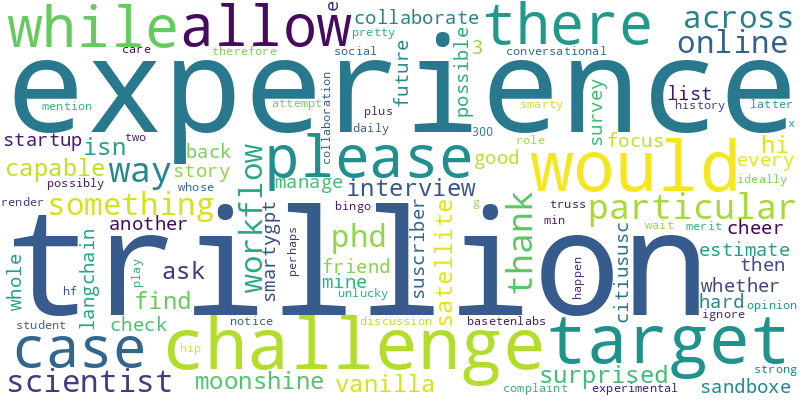 while allow e collaborate there across
pretty online
care therefore social conversational
experience
mention attempt plus daily collaboration future possible 3 300 smarty survey list history latter x
startup isn way back workflow please good role focus hi
capable story manage interview would every
possibly whose two ideally
render something another mine bingo suscriber satellite g truss particular cheer
trillion
whole langchain ask smartygpt perhaps phd friend thank min wait merit estimate then
hf play find unlucky happen citiususc hard whether
student check notice discussion basetenlabs ignore opinion
case challenge target
hip strong
scientist moonshine vanilla complaint surprised experimental sandboxe